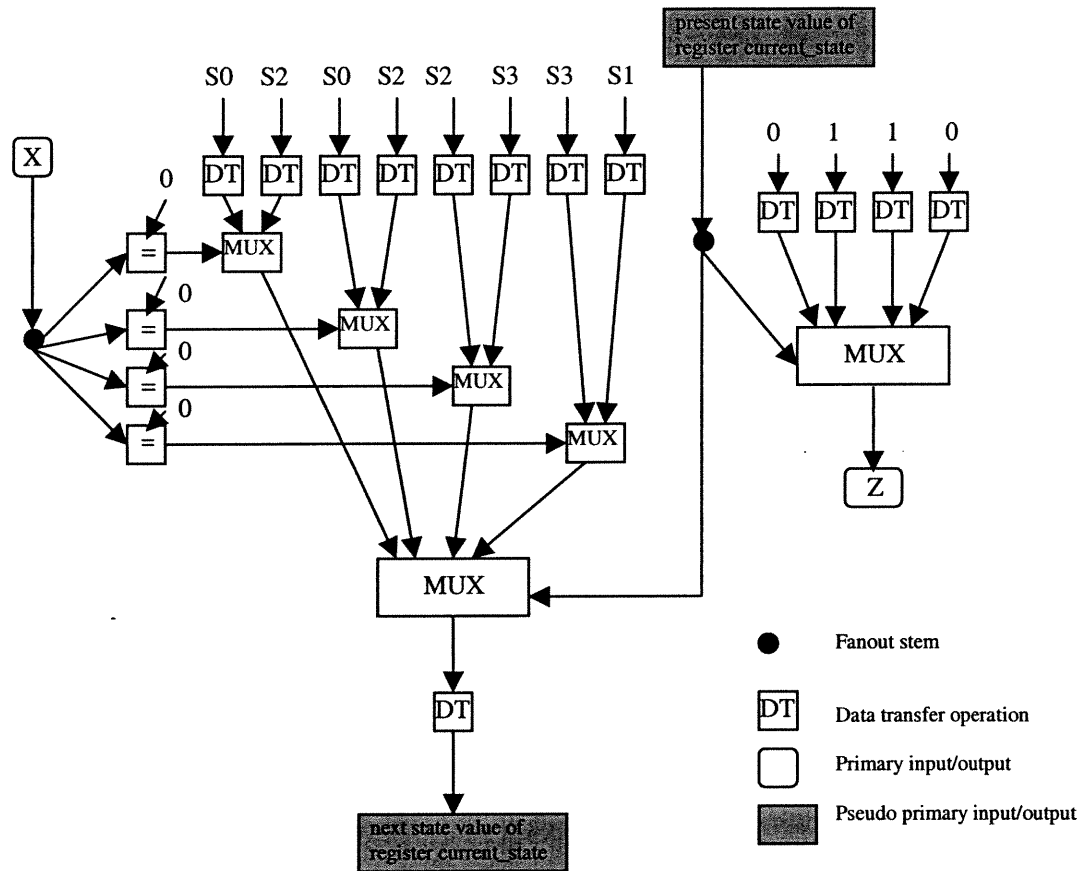 present state value of
register current_state
S0 S2 S0 S2 S2 S3 S3 S1
0 1 1 0
X
0
DT DT DT DT DT DT DT DT
DT DT DT DT
= MUX
0
= MUX
MUX
0
= MUX
0
= MUX
Z
MUX
Fanout stem
DT
DT Data transfer operation
Primary input/output
Pseudo primary input/output
next state value of
register current_state